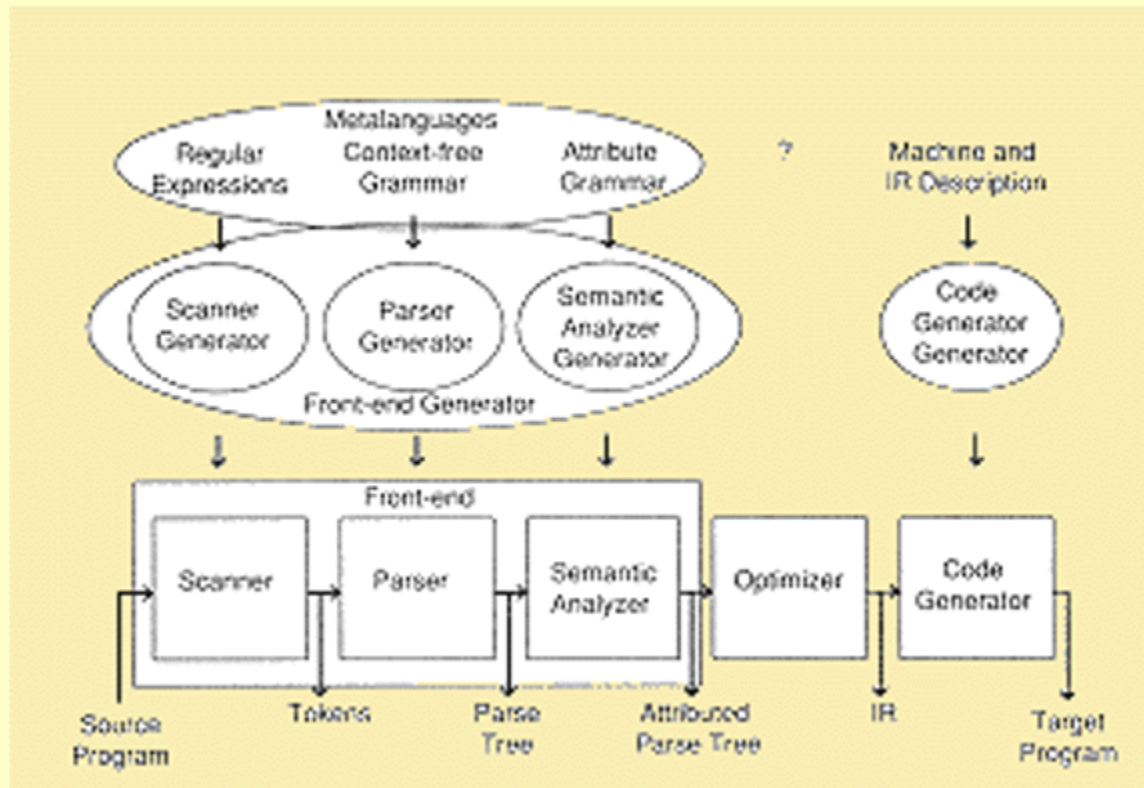 Metalanguages
Regular
Expressions
Context-free
Grammar
Attribute
Grammar
?
Machine and
IR Description
Scanner
Generator
Parser
Generator
Semantic
Analyzer
Generator
Code
Generator
Generator
Front-end Generator
Front-end
Scanner
Parser
Semantic
Analyzer
Optimizer
Code
Generator
Source
Program
Tokens
Parse
Tree
Attributed
Parse Tree
IR
Target
Program